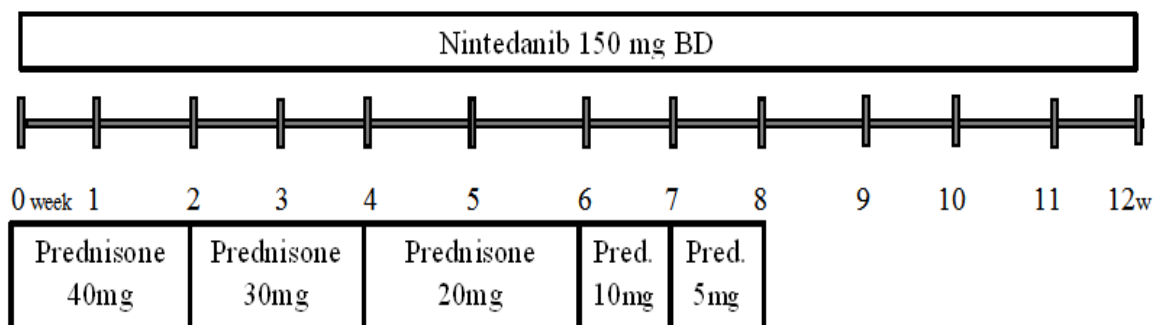 Nintedanib 150 mg BD
0 week 1 2 3 4 5 6 7 8 9 10 11 12w
Prednisone 40mg
Prednisone 30mg
Prednisone 20mg
Pred. 10mg
Pred. 5mg